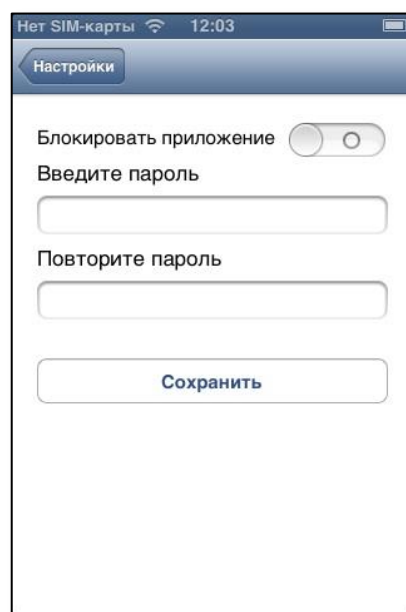 Нет SIM-карты 12:03
Настройки
Блокировать приложение
Введите пароль
Повторите пароль
Сохранить